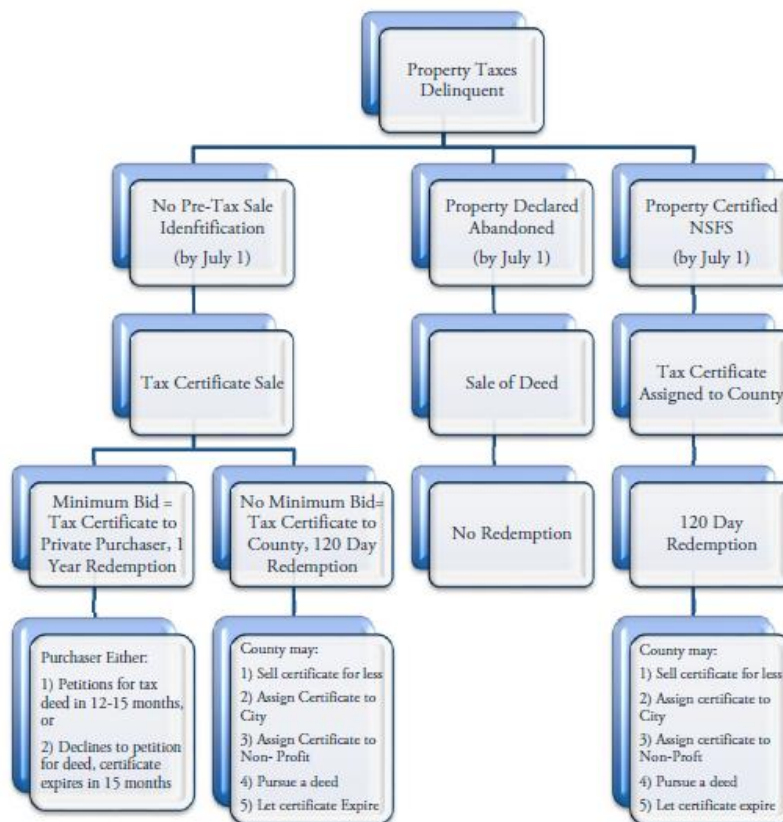 Property Taxes
Delinquent
No Pre-Tax Sale
Idenftification
(by July 1)
Property Declared
Abandoned
(by July 1)
Property Certified
NSFS
(by July 1)
Tax Certificate Sale
Sale of Deed
Tax Certificate
Assigned to County
Minimum Bid =
Tax Certificate to
Private Purchaser, 1
Year Redemption
No Minimum Bid=
Tax Certificate to
County, 120 Day
Redemption
No Redemption
120 Day
Redemption
Purchaser Either:
1) Petitions for tax
deed in 12-15 months,
or
2) Declines to petition
for deed, certificate
expires in 15 months
County may:
1) Sell certificate for less
2) Assign Certificate to
City
3) Assign Certificate to
Non- Profit
4) Pursue a deed
5) Let certificate Expire
County may:
1) Sell certificate for less
2) Assign certificate to
City
3) Assign certificate to
Non-Proft
4) Pursue a deed
5) Let certificate expire